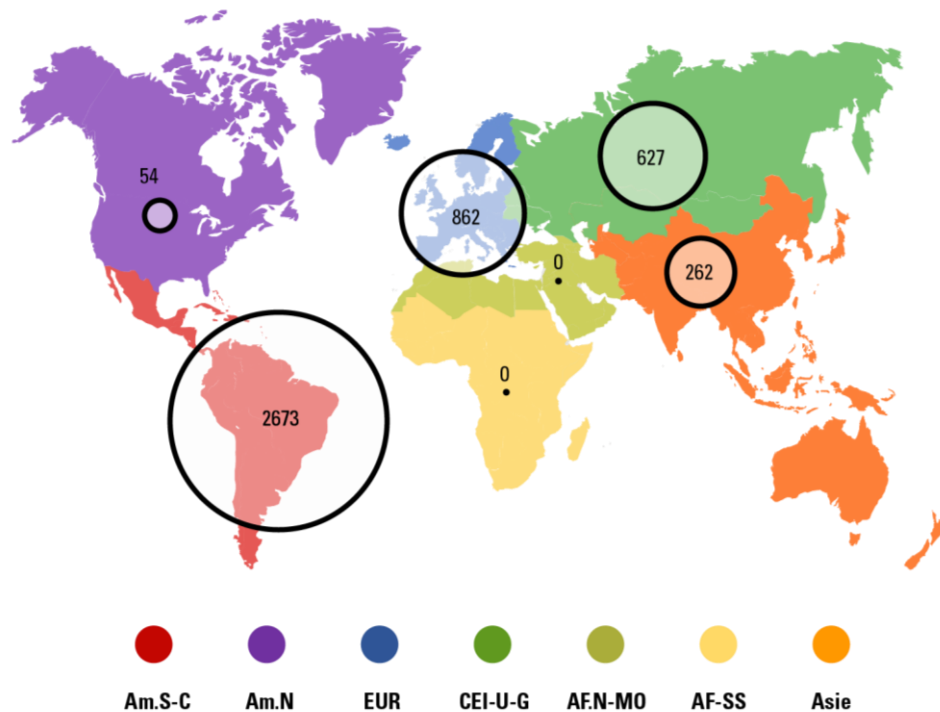 54
627
862
0
262
0
2673
Am.S-C
Am.N
EUR
CEI-U-G
AF.N-MO
AF-SS
Asie